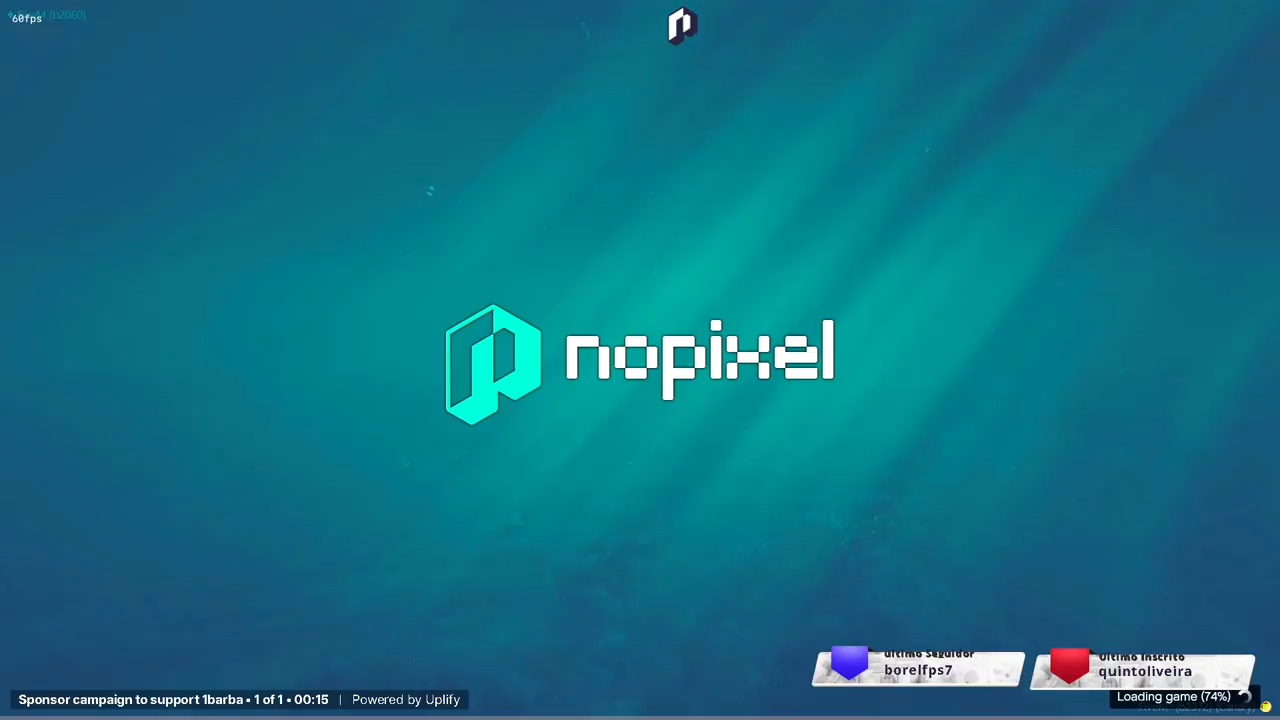 60fps
(b2060)
nopixel
Último Seguidor
borelfps7
Último Inscrito
quintoliveira
Loading game (74%)
Sponsor campaign to support 1barba • 1 of 1 • 00:15 | Powered by Uplify